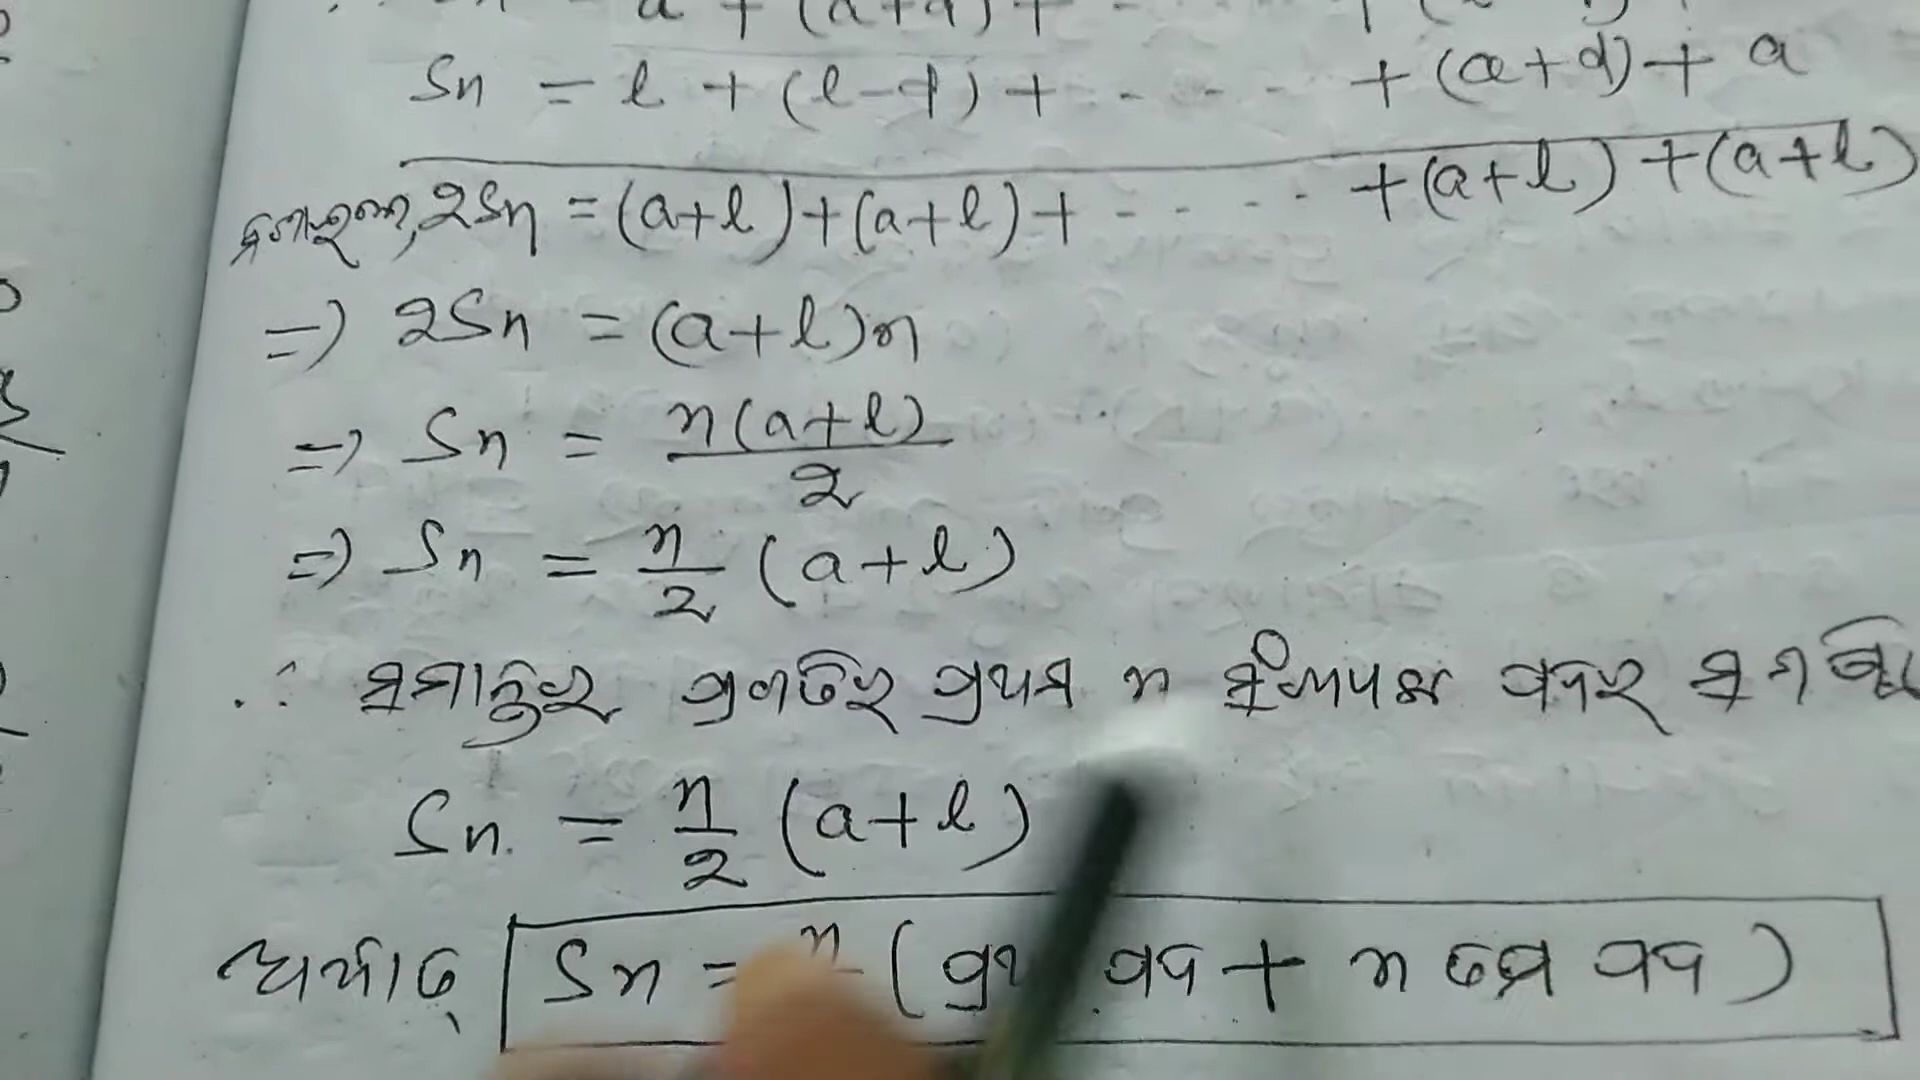 Sn = l + (l-d) + - - - - + (a+d) + a
2Sn = (a+l)+(a+l)+ - - - - +(a+l)+(a+l)
=> 2Sn = (a+l)n
=> Sn = n(a+l)/2
=> Sn = n/2 (a+l)
∴ ସମାନ୍ତର ପ୍ରଗତିର ପ୍ରଥମ n ସଂଖ୍ୟକ ପଦର ସମଷ୍ଟି
Sn = n/2 (a+l)
ଅର୍ଥାତ୍ Sn = n ( ପଦ + n ତମ ପଦ )